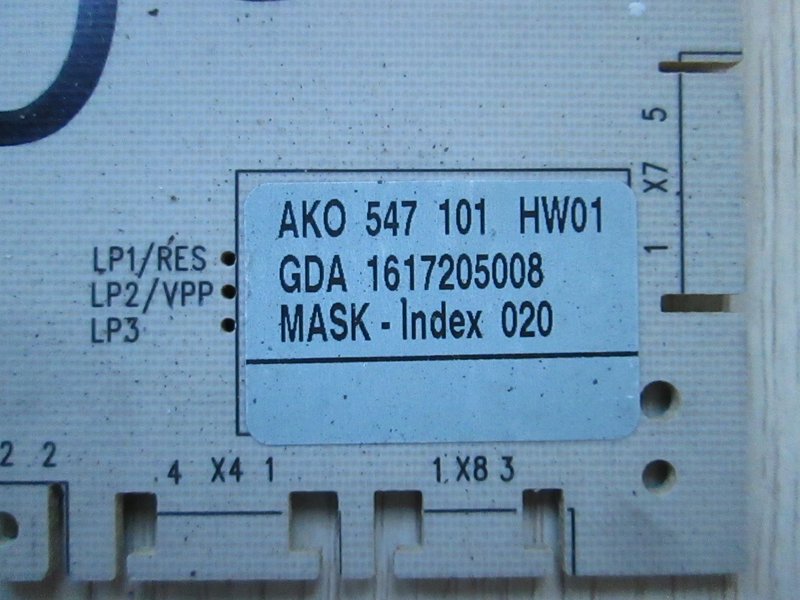 AKO 547 101 HW01
GDA 1617205008
MASK - Index 020
LP1/RES
LP2/VPP
LP3
5
X7
1
2 2
4 X4 1
1 X8 3